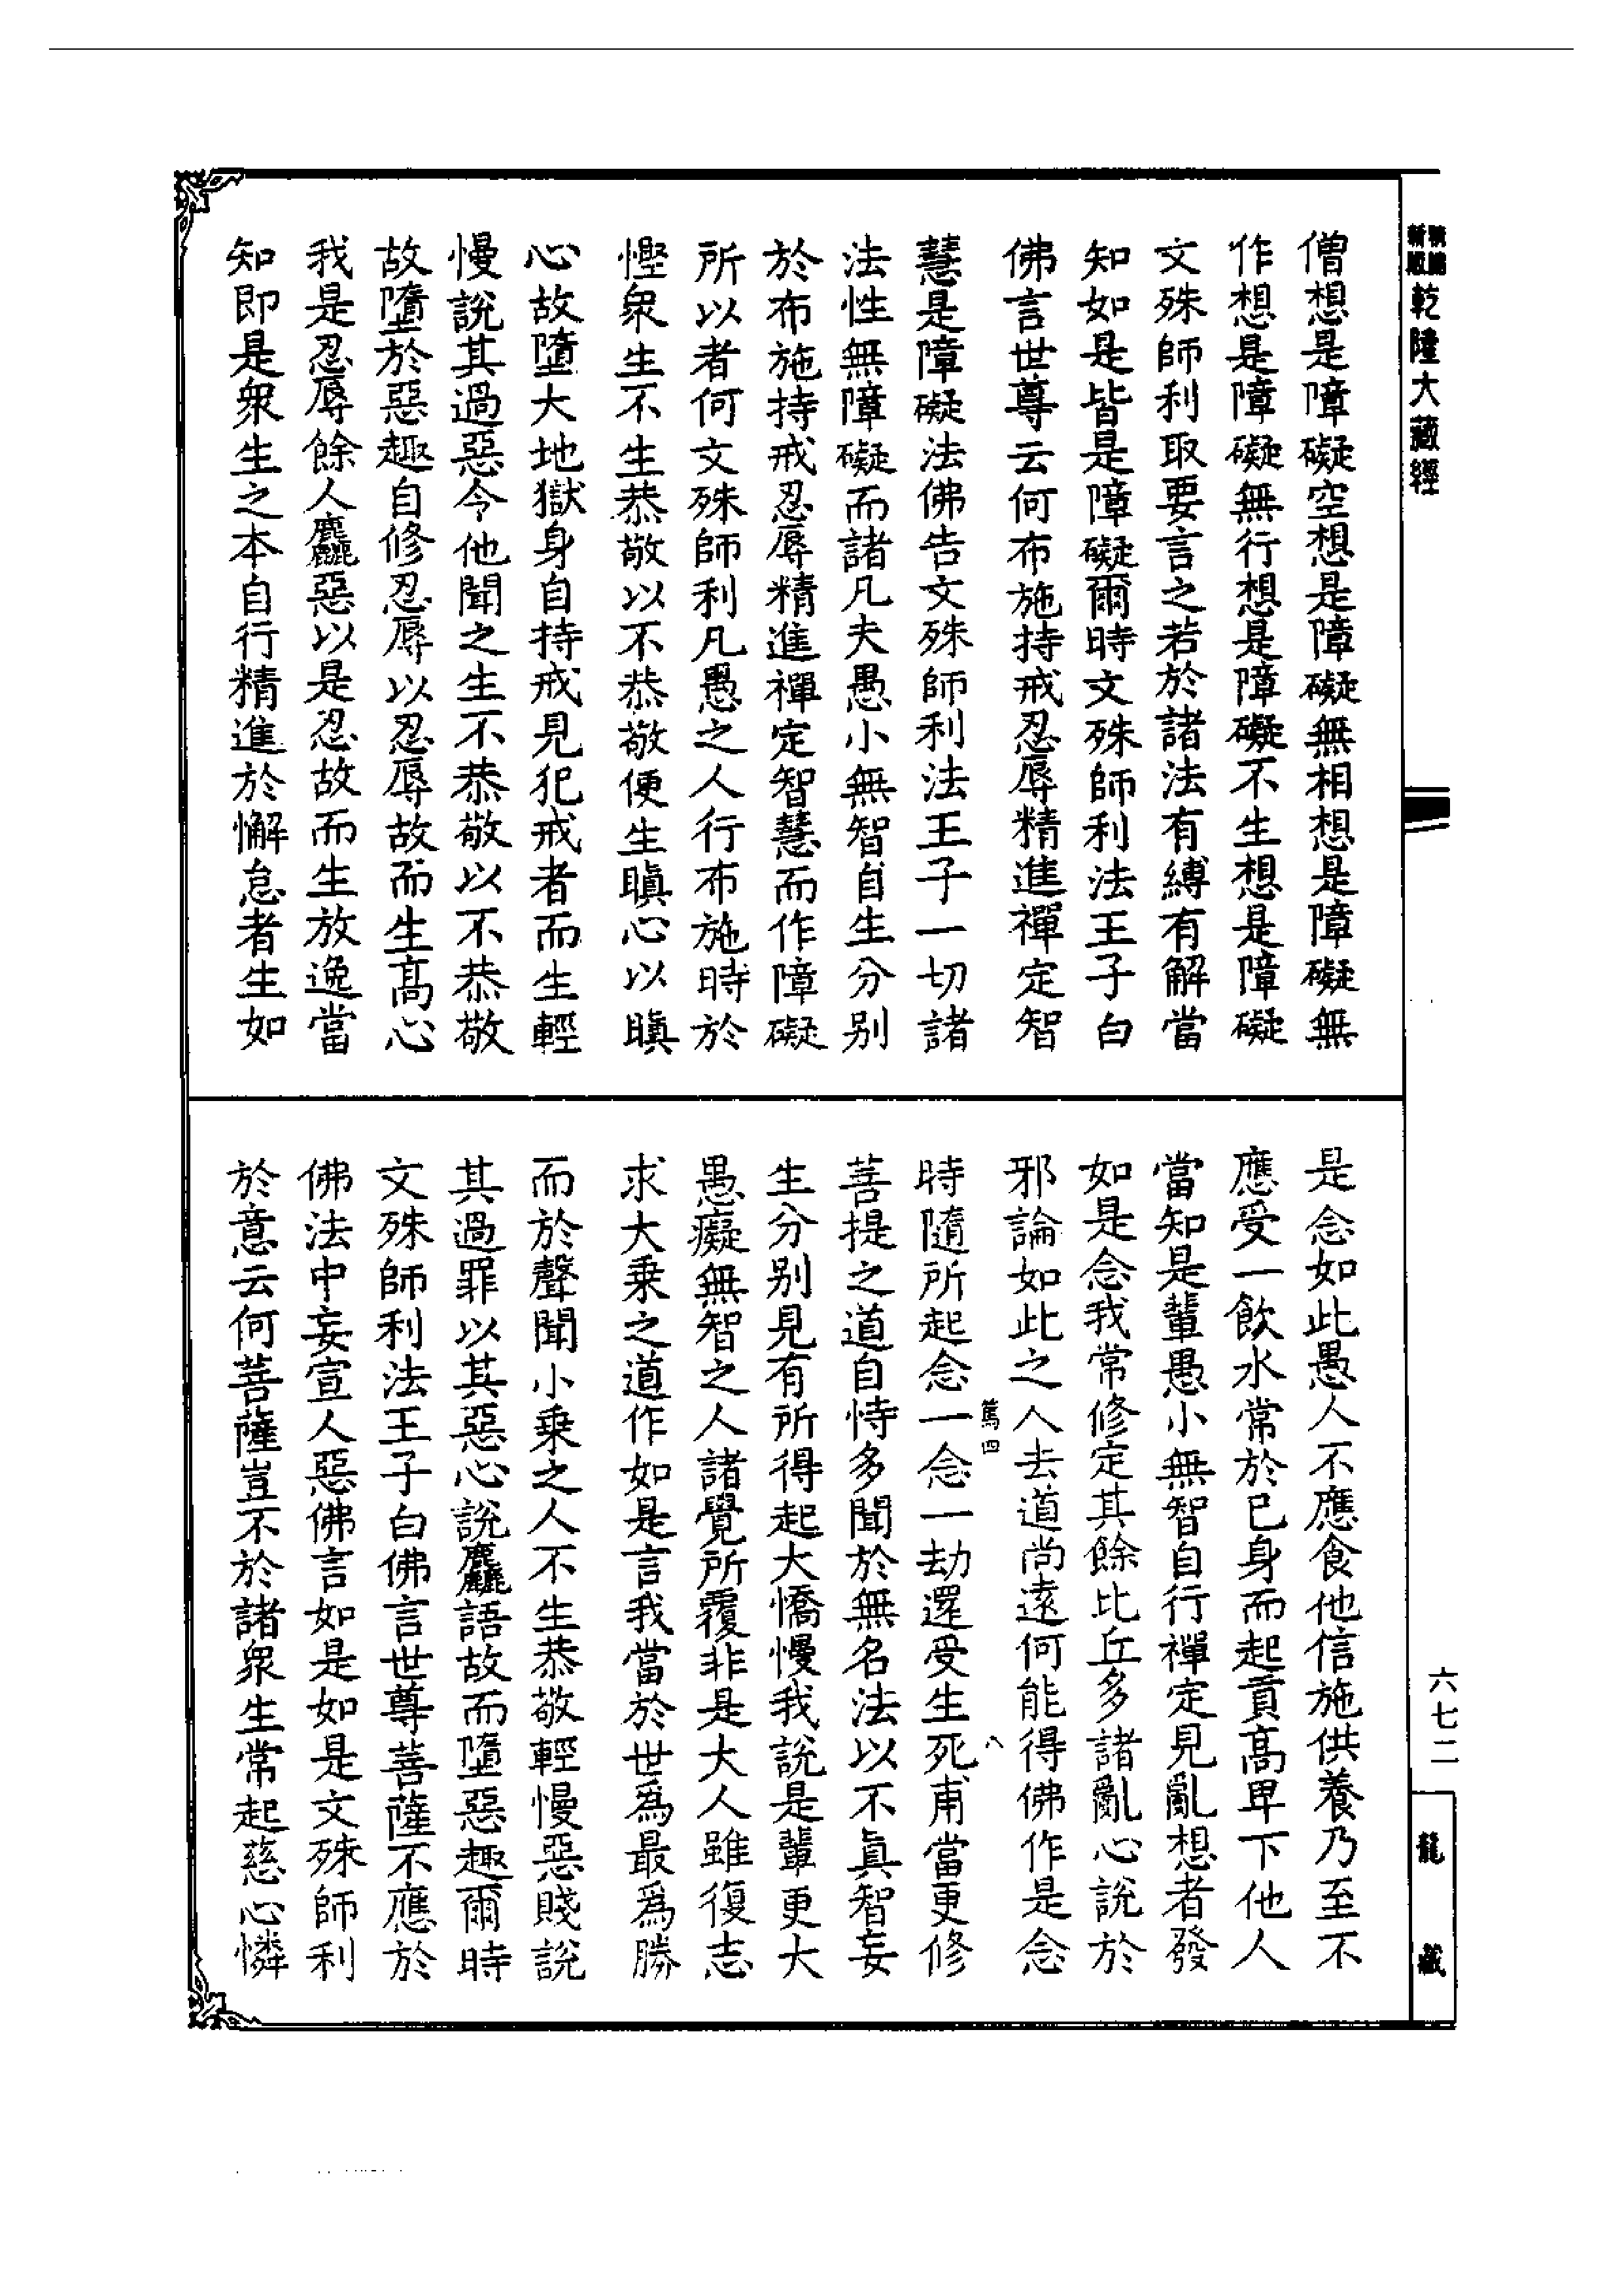 乾隆大藏經
僧想是障礙空想是障礙無相想是障礙無
作想是障礙無行想是障礙不生想是障礙
文殊師利取要言之若於諸法有縛有解當
知如是皆是障礙爾時文殊師利法王子白
佛言世尊云何布施持戒忍辱精進禪定智
慧是障礙法佛告文殊師利法王子一切諸
法性無障礙而諸凡夫愚小無智自生分別
於布施持戒忍辱精進禪定智慧而作障礙
所以者何文殊師利凡愚之人行布施時於
慳衆生不生恭敬以不恭敬便生瞋心以瞋
心故墮大地獄身自持戒見犯戒者而生輕
慢說其過惡令他聞之生不恭敬以不恭敬
故墮於惡趣自修忍辱以忍辱故而生高心
我是忍辱餘人麤惡以是忍故而生放逸當
知即是衆生之本自行精進於懈怠者生如
是念如此愚人不應食他信施供養乃至不
應受一飲水常於已身而起貢高卑下他人
當知是輩愚小無智自行禪定見亂想者發
如是念我常修定其餘比丘多諸亂心說於
邪論如此之人去道尚遠何能得佛作是念
篤四
八
時隨所起念一念一劫還受生死甫當更修
菩提之道自恃多聞於無名法以不真智妄
生分別見有所得起大憍慢我說是輩更大
愚癡無智之人諸覺所覆非是大人雖復志
求大乘之道作如是言我當於世為最為勝
而於聲聞小乘之人不生恭敬輕慢惡賤說
其過罪以其惡心說麤語故而墮惡趣爾時
文殊師利法王子白佛言世尊菩薩不應於
佛法中妄宣人惡佛言如是如是文殊師利
於意云何菩薩豈不於諸衆生常起慈心憐
六七二
龍藏